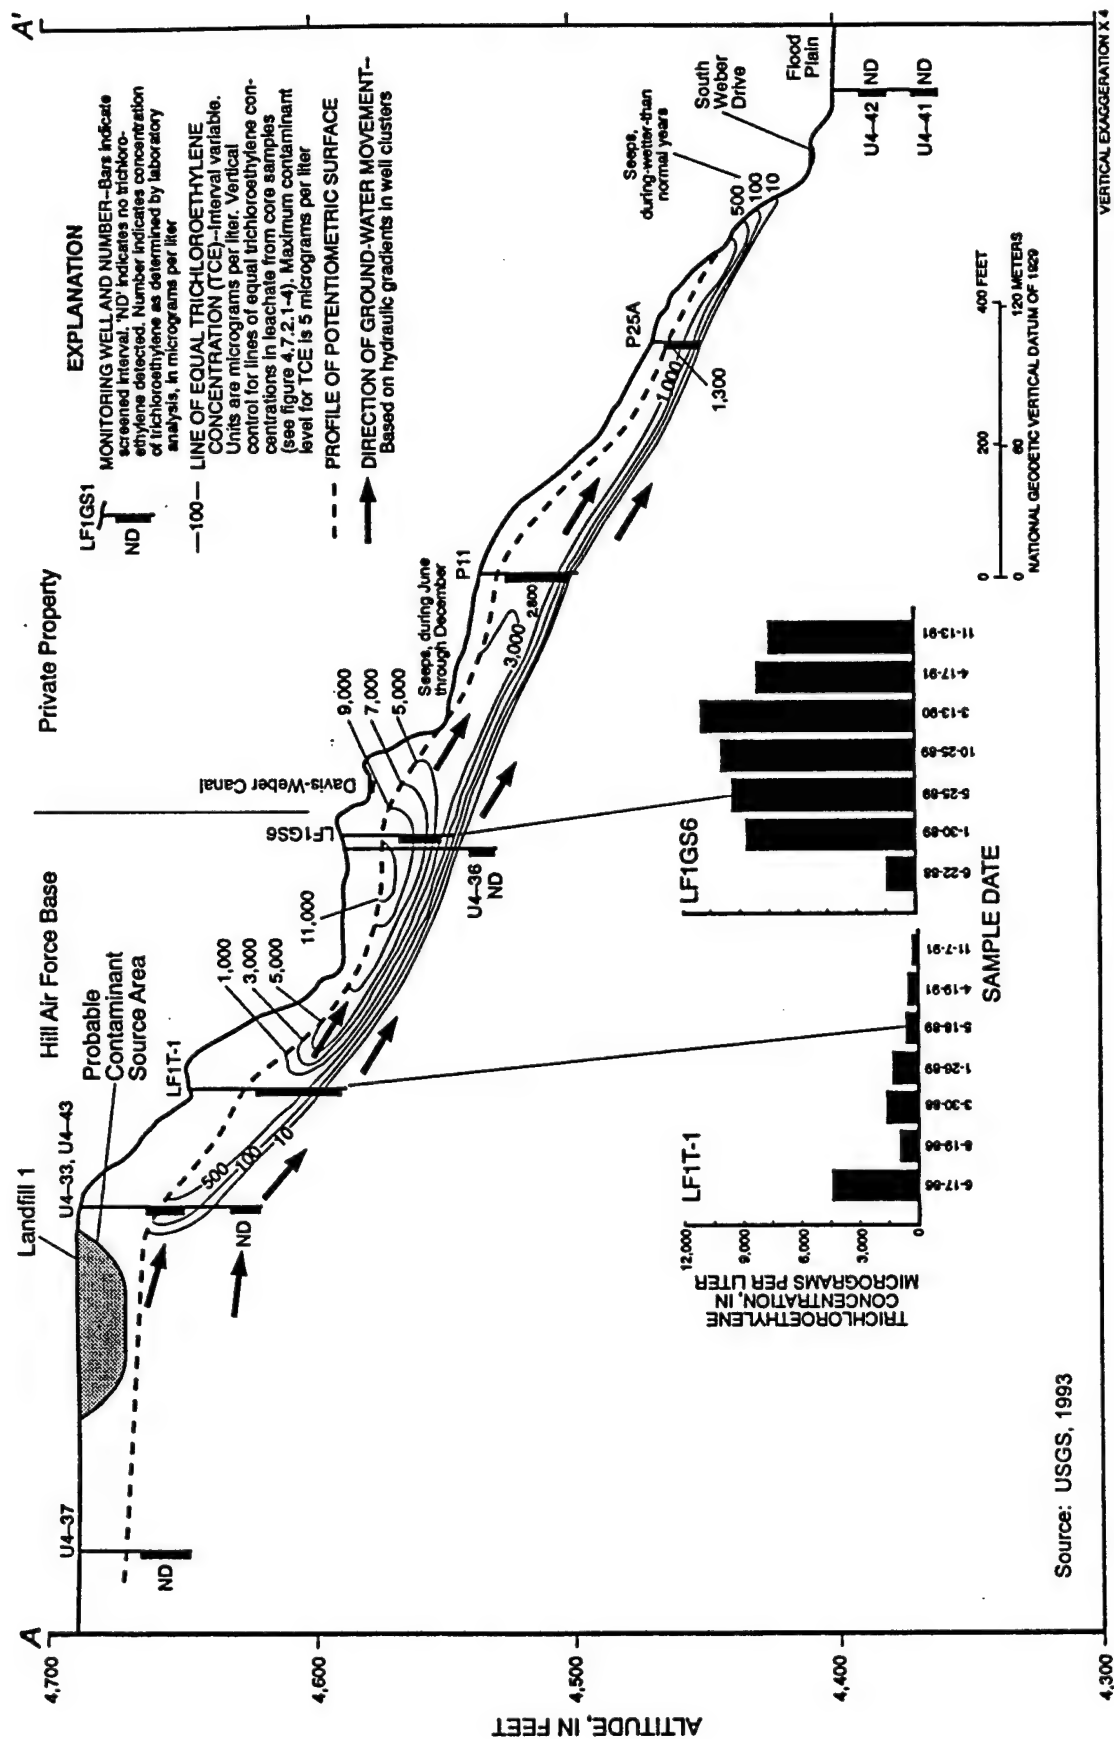 A
A'
EXPLANATION
LF1GS1
ND
MONITORING WELL AND NUMBER--Bars indicate
screened interval. 'ND' indicates no trichloro-
ethylene detected. Number indicates concentration
of trichloroethylene as determined by laboratory
analysis, in micrograms per liter
—100— LINE OF EQUAL TRICHLOROETHYLENE
CONCENTRATION (TCE)--Interval variable.
Units are micrograms per liter. Vertical
control for lines of equal trichloroethylene con-
centrations in leachate from core samples
(see figure 4.7.2.1-4). Maximum contaminant
level for TCE is 5 micrograms per liter
PROFILE OF POTENTIOMETRIC SURFACE
DIRECTION OF GROUND-WATER MOVEMENT--
Based on hydraulic gradients in well clusters
Hill Air Force Base
Private Property
Landfill 1
Probable
Contaminant
Source Area
U4-37
ND
U4-33, U4-43
ND
LF1T-1
1,000
3,000
5,000
11,000
LF1GS6
U4-36
ND
Davis-Weber Canal
9,000
7,000
5,000
Seeps, during June
through December
3,000
P11
2,800
P25A
1,000
1,300
Seeps,
during-wetter-than
normal years
500
100
10
South
Weber
Drive
Flood
Plain
U4-42 ND
U4-41 ND
500
100
10
4,700
4,600
4,500
4,400
4,300
ALTITUDE, IN FEET
0 200 400 FEET
0 60 120 METERS
NATIONAL GEODETIC VERTICAL DATUM OF 1929
VERTICAL EXAGGERATION X 4
TRICHLOROETHYLENE
CONCENTRATION, IN
MICROGRAMS PER LITER
12,000
9,000
6,000
3,000
0
LF1T-1
6-17-86
8-19-86
3-30-88
1-26-89
5-18-89
4-19-91
11-7-91
LF1GS6
6-22-88
1-30-89
5-25-89
10-25-89
3-13-90
4-17-91
11-13-91
SAMPLE DATE
Source: USGS, 1993